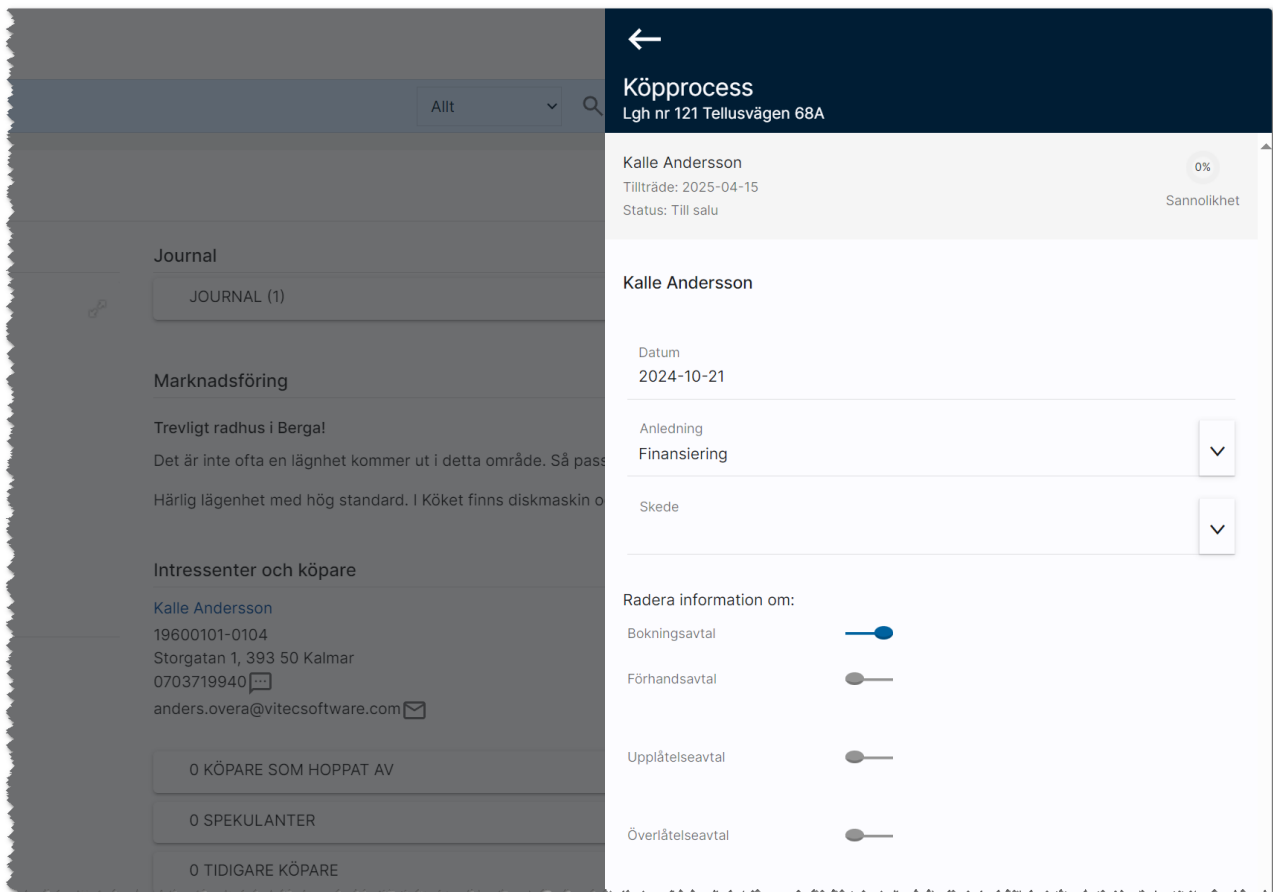 Allt
Journal
JOURNAL (1)
Marknadsföring
Trevligt radhus i Berga!
Det är inte ofta en lägnhet kommer ut i detta område. Så pass
Härlig lägenhet med hög standard. I Köket finns diskmaskin o
Intressenter och köpare
Kalle Andersson
19600101-0104
Storgatan 1, 393 50 Kalmar
0703719940
anders.overa@vitecsoftware.com
0 KÖPARE SOM HOPPAT AV
0 SPEKULANTER
0 TIDIGARE KÖPARE
Köpprocess
Lgh nr 121 Tellusvägen 68A
Kalle Andersson
Tillträde: 2025-04-15
Status: Till salu
0%
Sannolikhet
Kalle Andersson
Datum
2024-10-21
Anledning
Finansiering
Skede
Radera information om:
Bokningsavtal
Förhandsavtal
Upplåtelseavtal
Överlåtelseavtal